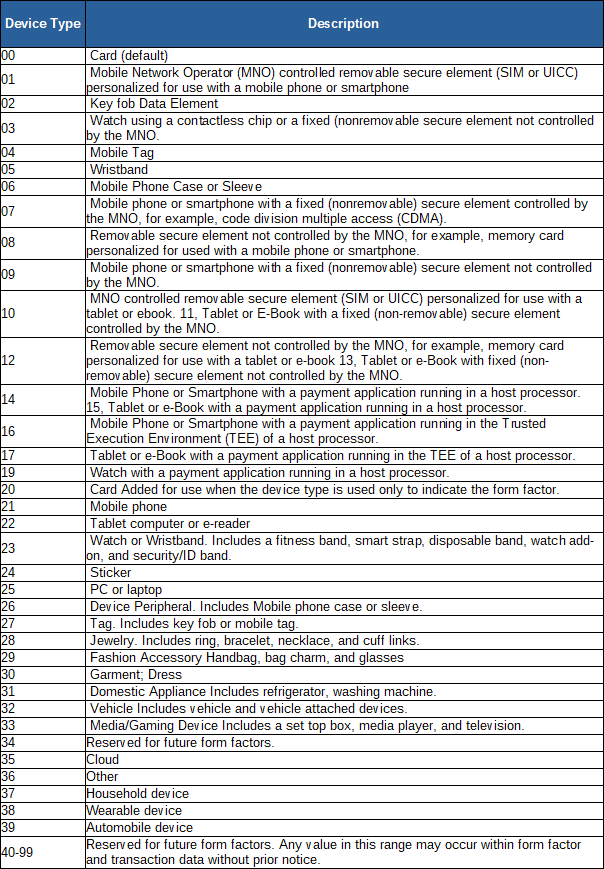 Device Type Description
00 Card (default)
01 Mobile Network Operator (MNO) controlled removable secure element (SIM or UICC)
personalized for use with a mobile phone or smartphone
02 Key fob Data Element
03 Watch using a contactless chip or a fixed (nonremovable secure element not controlled
by the MNO.
04 Mobile Tag
05 Wristband
06 Mobile Phone Case or Sleeve
07 Mobile phone or smartphone with a fixed (nonremovable) secure element controlled by
the MNO, for example, code division multiple access (CDMA).
08 Removable secure element not controlled by the MNO, for example, memory card
personalized for used with a mobile phone or smartphone.
09 Mobile phone or smartphone with a fixed (nonremovable) secure element not controlled
by the MNO.
10 MNO controlled removable secure element (SIM or UICC) personalized for use with a
tablet or ebook. 11, Tablet or E-Book with a fixed (non-removable) secure element
controlled by the MNO.
12 Removable secure element not controlled by the MNO, for example, memory card
personalized for use with a tablet or e-book 13, Tablet or e-Book with fixed (non-
removable) secure element not controlled by the MNO.
14 Mobile Phone or Smartphone with a payment application running in a host processor.
15, Tablet or e-Book with a payment application running in a host processor.
16 Mobile Phone or Smartphone with a payment application running in the Trusted
Execution Environment (TEE) of a host processor.
17 Tablet or e-Book with a payment application running in the TEE of a host processor.
19 Watch with a payment application running in a host processor.
20 Card Added for use when the device type is used only to indicate the form factor.
21 Mobile phone
22 Tablet computer or e-reader
23 Watch or Wristband. Includes a fitness band, smart strap, disposable band, watch add-
on, and security/ID band.
24 Sticker
25 PC or laptop
26 Device Peripheral. Includes Mobile phone case or sleeve.
27 Tag. Includes key fob or mobile tag.
28 Jewelry. Includes ring, bracelet, necklace, and cuff links.
29 Fashion Accessory Handbag, bag charm, and glasses
30 Garment; Dress
31 Domestic Appliance Includes refrigerator, washing machine.
32 Vehicle Includes vehicle and vehicle attached devices.
33 Media/Gaming Device Includes a set top box, media player, and television.
34 Reserved for future form factors.
35 Cloud
36 Other
37 Household device
38 Wearable device
39 Automobile device
40-99 Reserved for future form factors. Any value in this range may occur within form factor
and transaction data without prior notice.